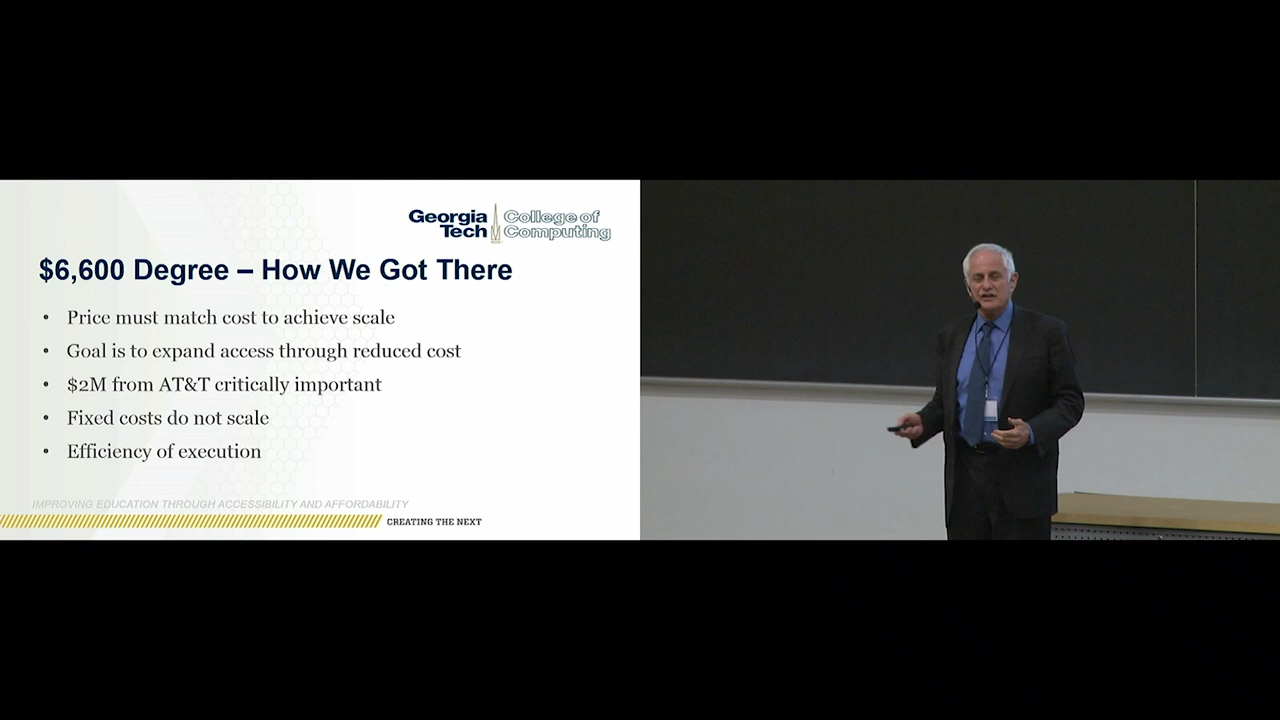 Georgia Tech
College of Computing
$6,600 Degree – How We Got There
• Price must match cost to achieve scale
• Goal is to expand access through reduced cost
• $2M from AT&T critically important
• Fixed costs do not scale
• Efficiency of execution
IMPROVING EDUCATION THROUGH ACCESSIBILITY AND AFFORDABILITY
CREATING THE NEXT